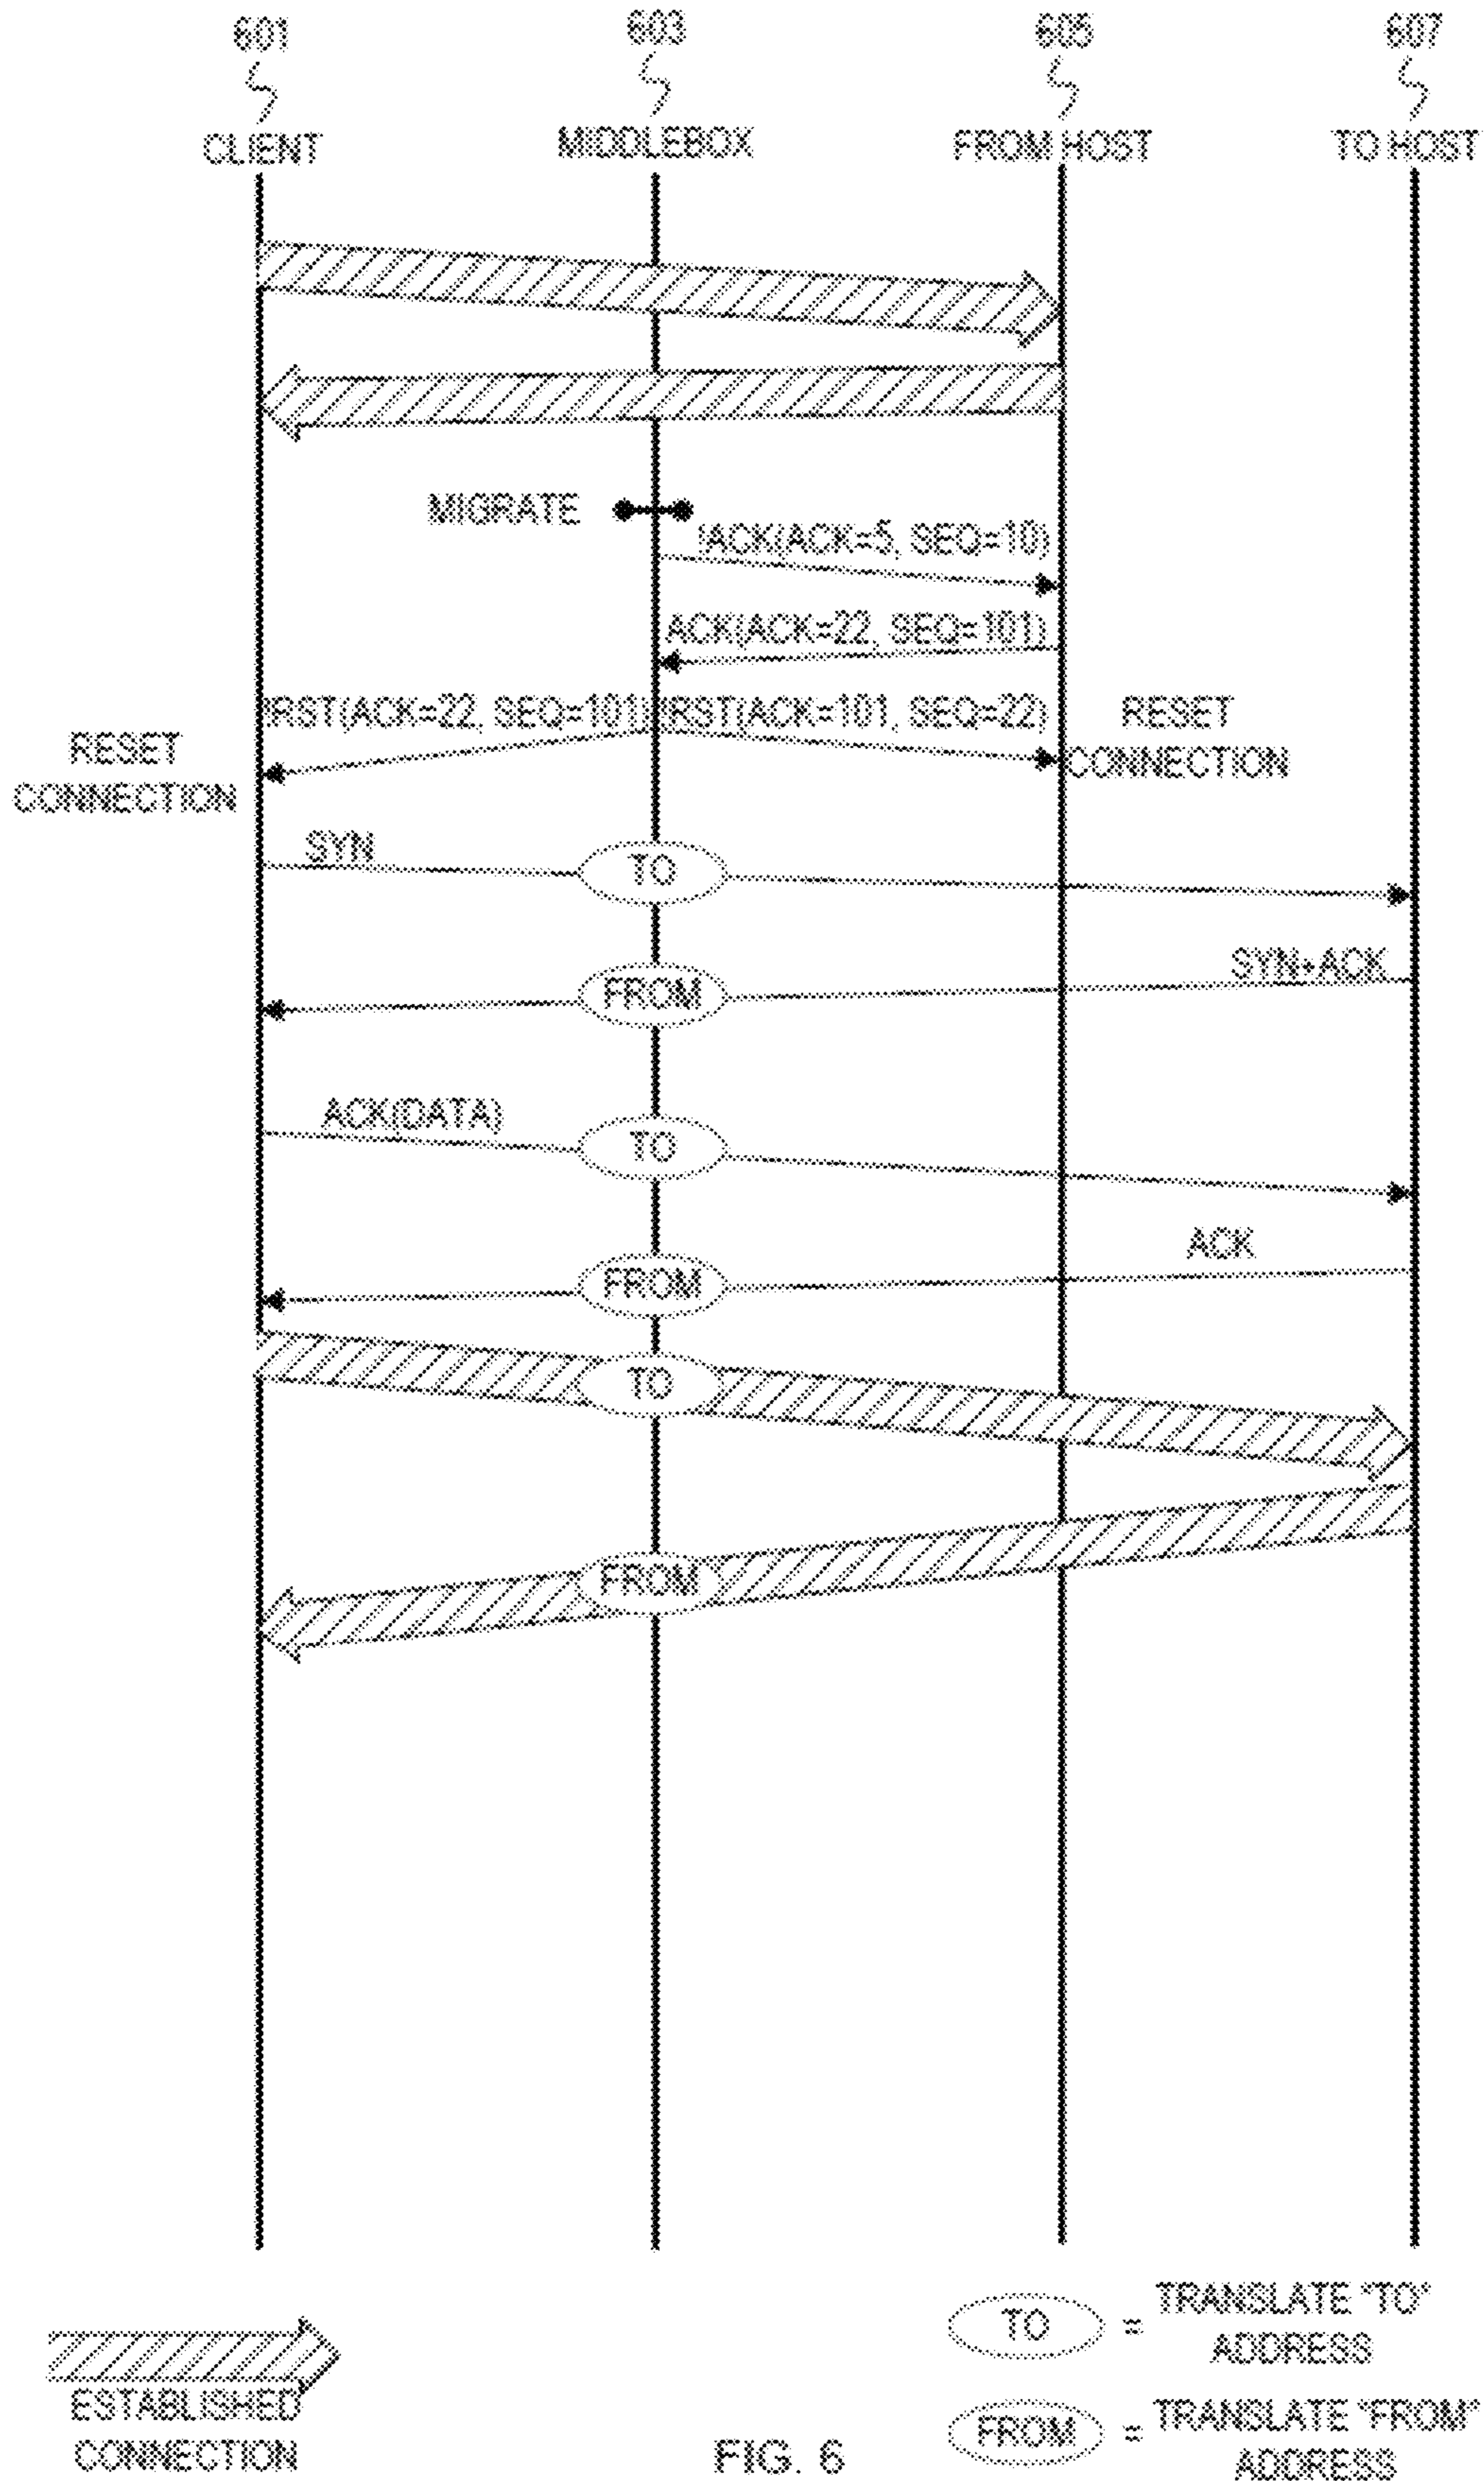 601 603 605 607
CLIENT MIDDLEBOX FROM HOST TO HOST
MIGRATE
!ACK(ACK=5, SEQ=10)
ACK(ACK=22, SEQ=101)
!RST(ACK=22, SEQ=101) !RST(ACK=101, SEQ=22)
RESET
CONNECTION
RESET
CONNECTION
SYN
TO
SYN+ACK
FROM
ACK(DATA)
TO
ACK
FROM
TO
FROM
TO = TRANSLATE "TO"
ADDRESS
ESTABLISHED
CONNECTION
FROM = TRANSLATE "FROM"
ADDRESS
FIG. 6